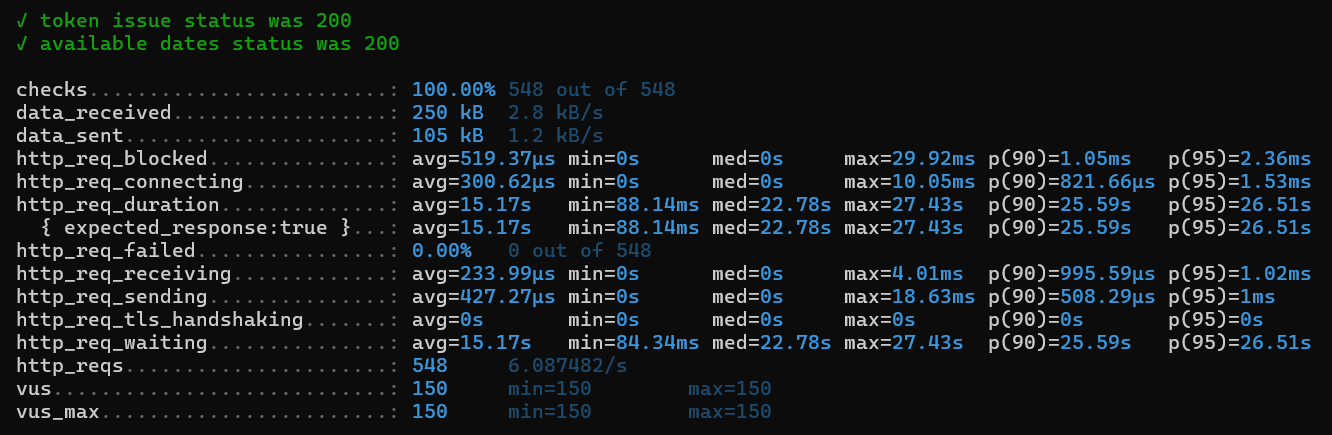 ✓ token issue status was 200
✓ available dates status was 200
checks.........................: 100.00% 548 out of 548
data_received..................: 250 kB  2.8 kB/s
data_sent......................: 105 kB  1.2 kB/s
http_req_blocked...............: avg=519.37µs min=0s      med=0s     max=29.92ms p(90)=1.05ms   p(95)=2.36ms
http_req_connecting............: avg=300.62µs min=0s      med=0s     max=10.05ms p(90)=821.66µs p(95)=1.53ms
http_req_duration..............: avg=15.17s   min=88.14ms med=22.78s max=27.43s  p(90)=25.59s   p(95)=26.51s
  { expected_response:true }...: avg=15.17s   min=88.14ms med=22.78s max=27.43s  p(90)=25.59s   p(95)=26.51s
http_req_failed................: 0.00%   0 out of 548
http_req_receiving.............: avg=233.99µs min=0s      med=0s     max=4.01ms  p(90)=995.59µs p(95)=1.02ms
http_req_sending...............: avg=427.27µs min=0s      med=0s     max=18.63ms p(90)=508.29µs p(95)=1ms
http_req_tls_handshaking.......: avg=0s       min=0s      med=0s     max=0s      p(90)=0s       p(95)=0s
http_req_waiting...............: avg=15.17s   min=84.34ms med=22.78s max=27.43s  p(90)=25.59s   p(95)=26.51s
http_reqs......................: 548     6.087482/s
vus............................: 150     min=150        max=150
vus_max........................: 150     min=150        max=150